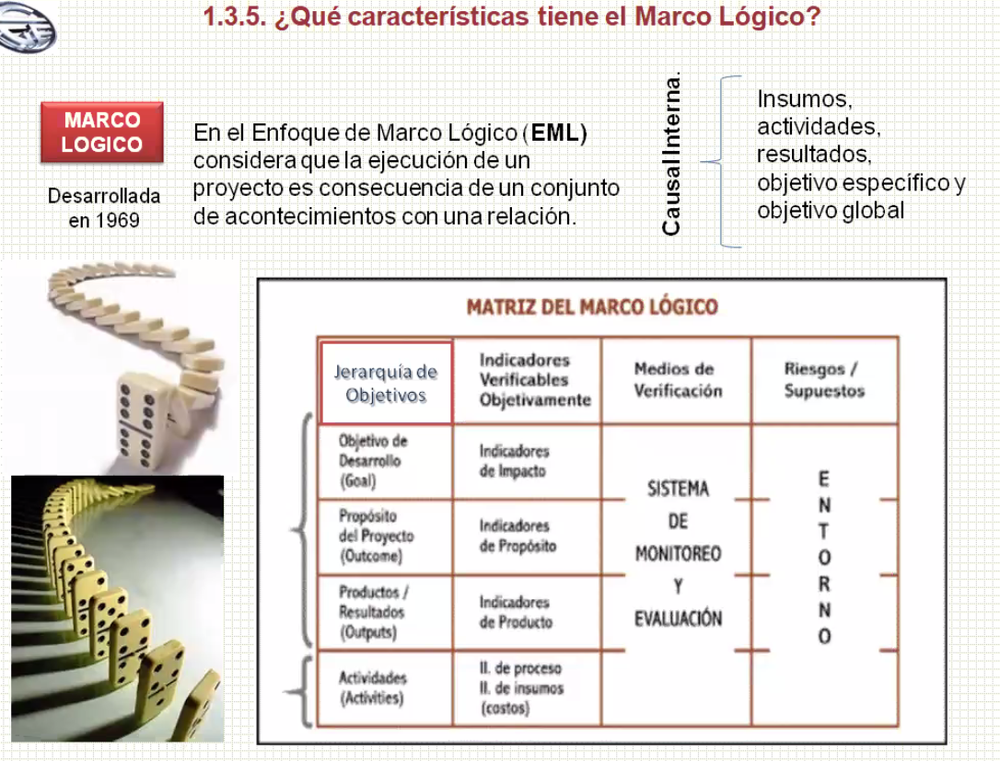 1.3.5. ¿Qué características tiene el Marco Lógico?
MARCO
LOGICO
Desarrollada
en 1969
En el Enfoque de Marco Lógico (EML)
considera que la ejecución de un
proyecto es consecuencia de un conjunto
de acontecimientos con una relación.
Causal Interna.
Insumos,
actividades,
resultados,
objetivo específico y
objetivo global
MATRIZ DEL MARCO LÓGICO
Jerarquía de
Objetivos
Indicadores
Verificables
Objetivamente
Medios de
Verificación
Riesgos /
Supuestos
Objetivo de
Desarrollo
(Goal)
Indicadores
de Impacto
Propósito
del Proyecto
(Outcome)
Indicadores
de Propósito
Productos /
Resultados
(Outputs)
Indicadores
de Producto
Actividades
(Activities)
II. de proceso
II. de insumos
(costos)
SISTEMA
DE
MONITOREO
Y
EVALUACIÓN
E
N
T
O
R
N
O